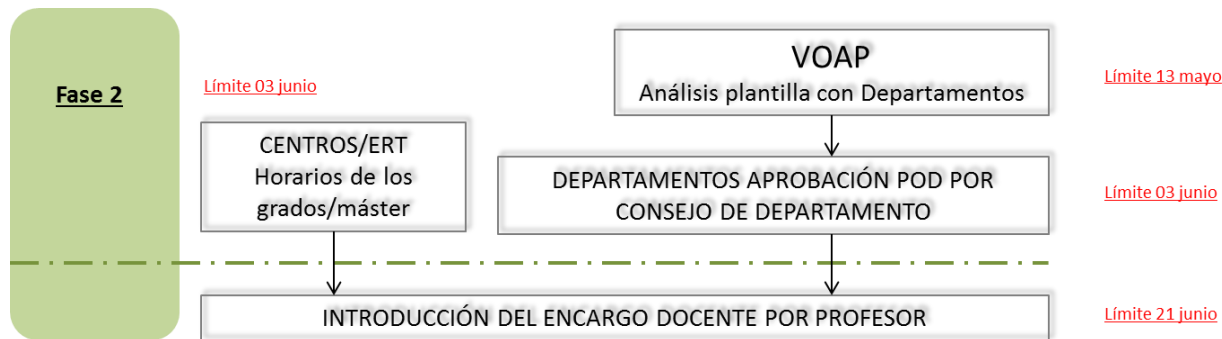 Fase 2
Límite 03 junio
CENTROS/ERT
Horarios de los
grados/máster
VOAP
Análisis plantilla con Departamentos
Límite 13 mayo
DEPARTAMENTOS APROBACIÓN POD POR
CONSEJO DE DEPARTAMENTO
Límite 03 junio
INTRODUCCIÓN DEL ENCARGO DOCENTE POR PROFESOR
Límite 21 junio